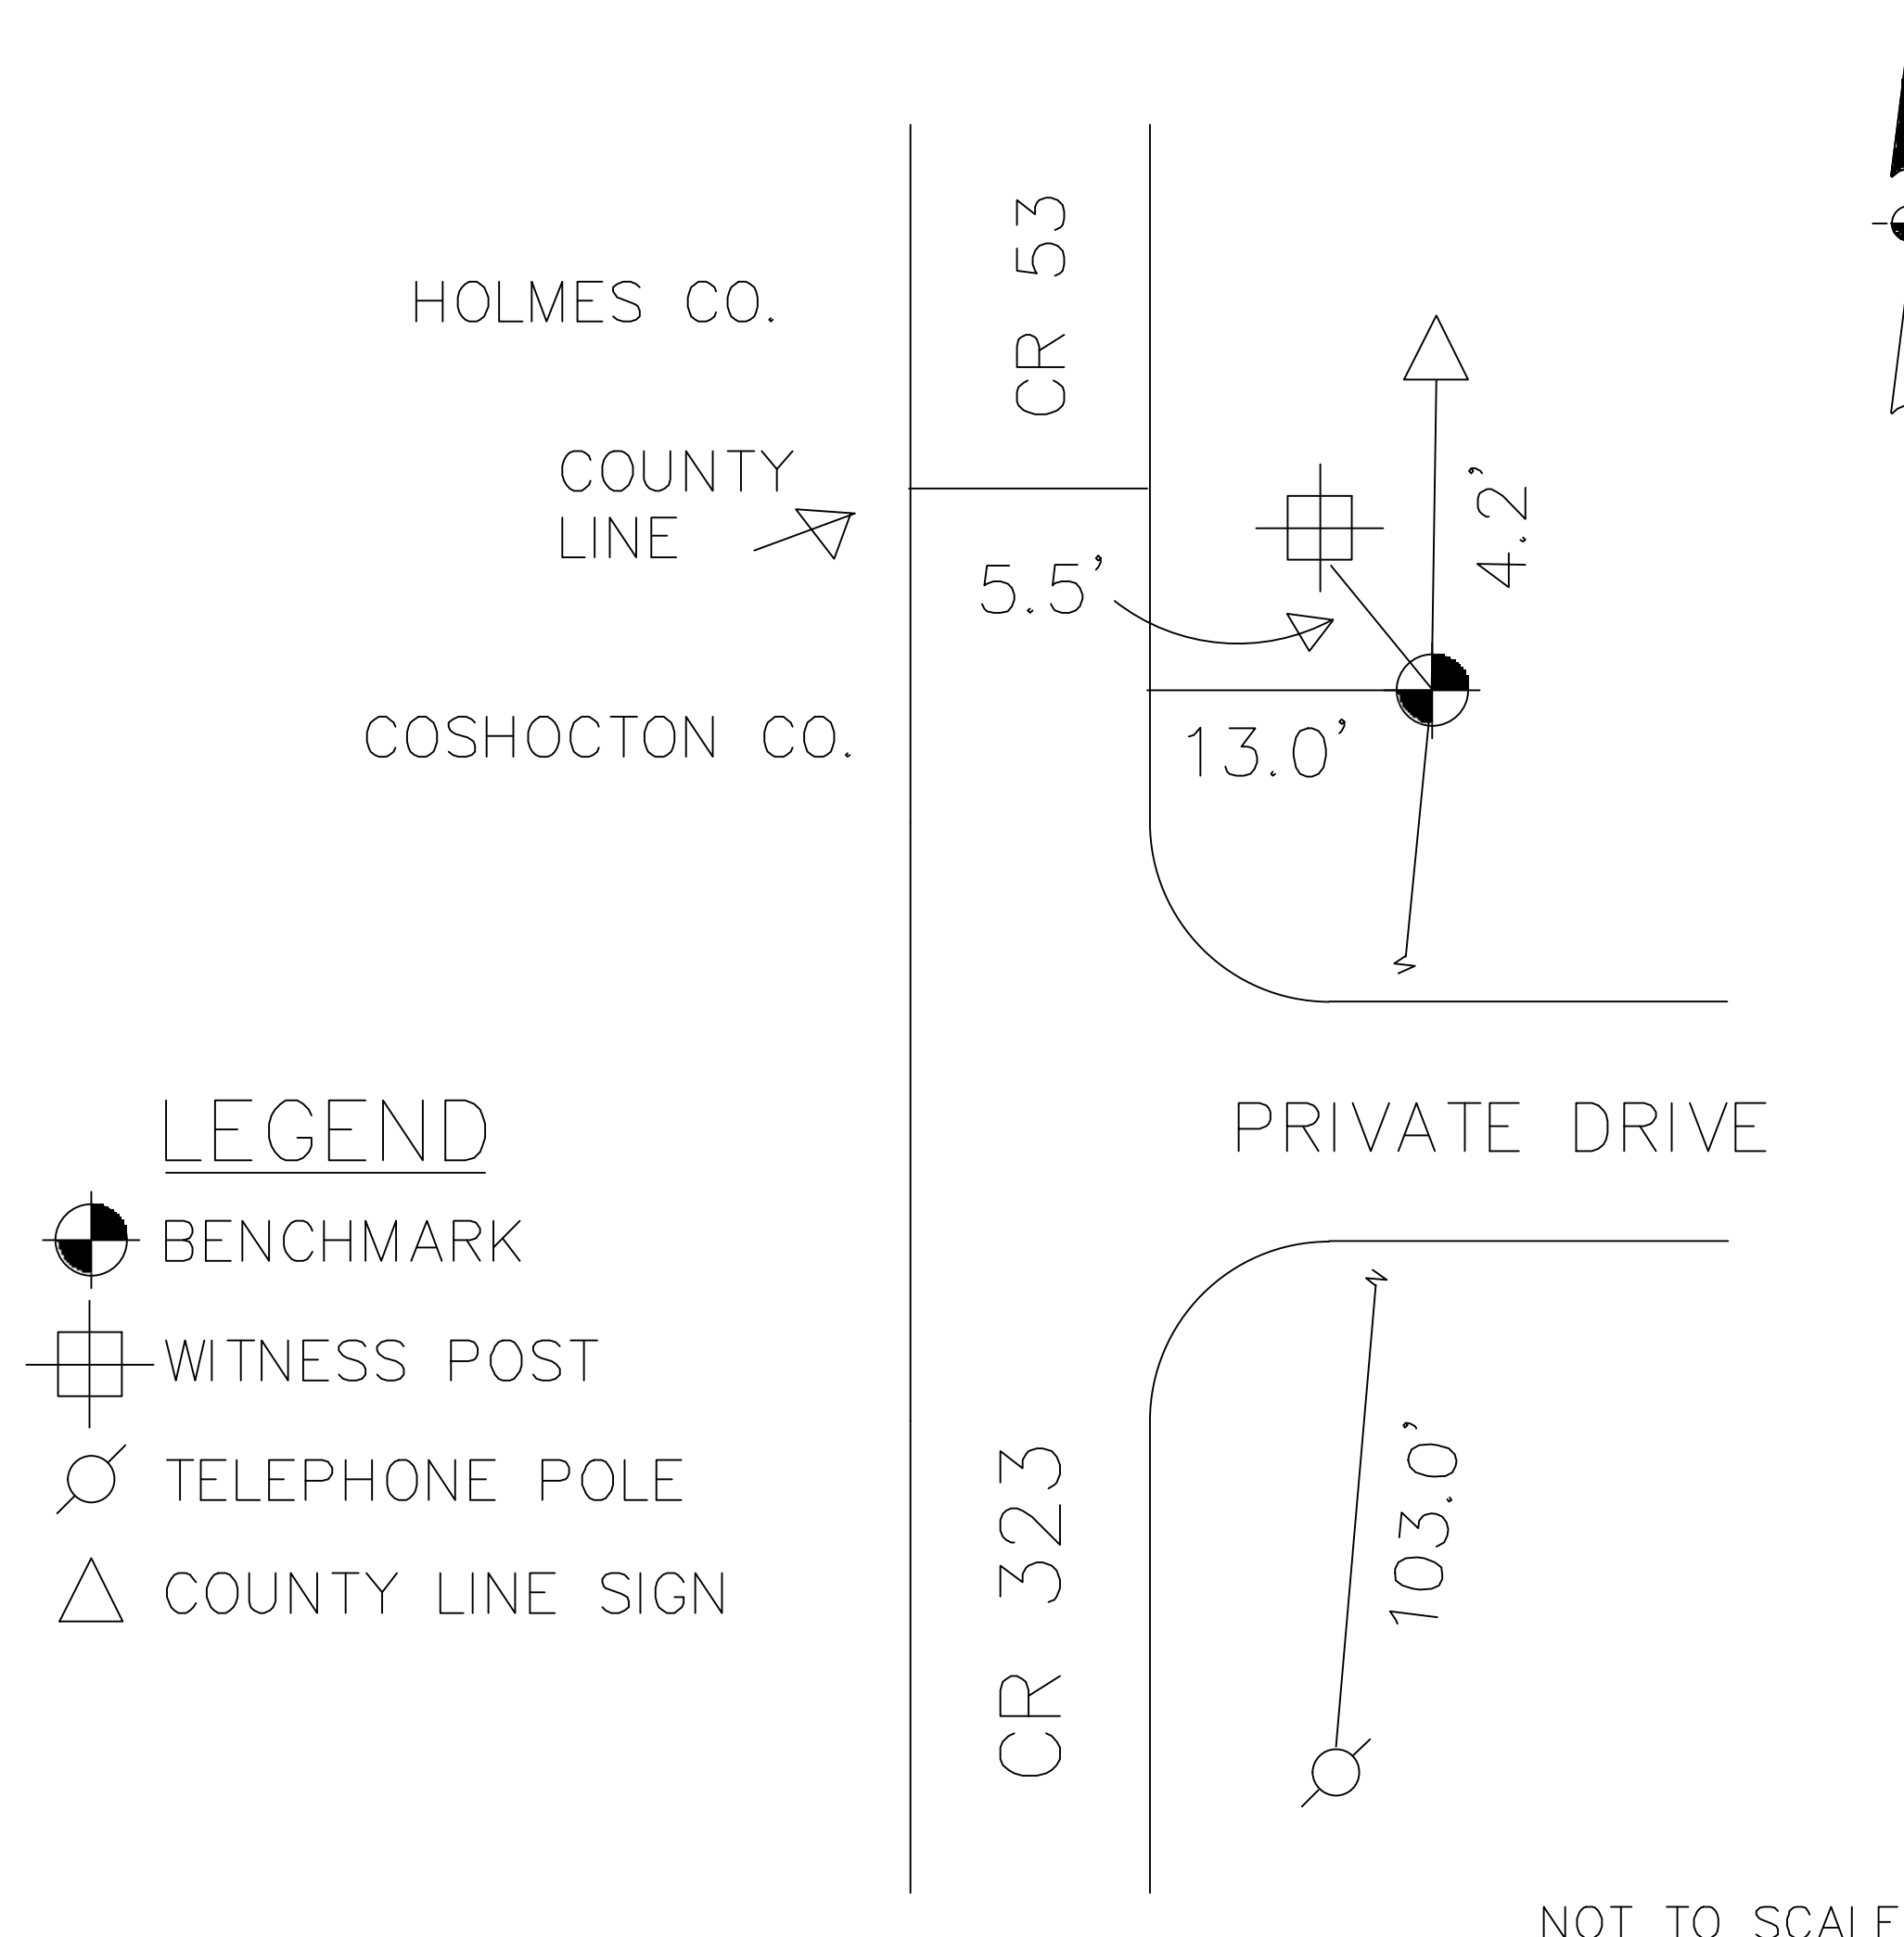 CR 53
HOLMES CO.
COUNTY
LINE
4.2'
5.5'
COSHOCTON CO.
13.0'
LEGEND
PRIVATE DRIVE
BENCHMARK
WITNESS POST
TELEPHONE POLE
COUNTY LINE SIGN
CR 323
103.0'
NOT TO SCALE